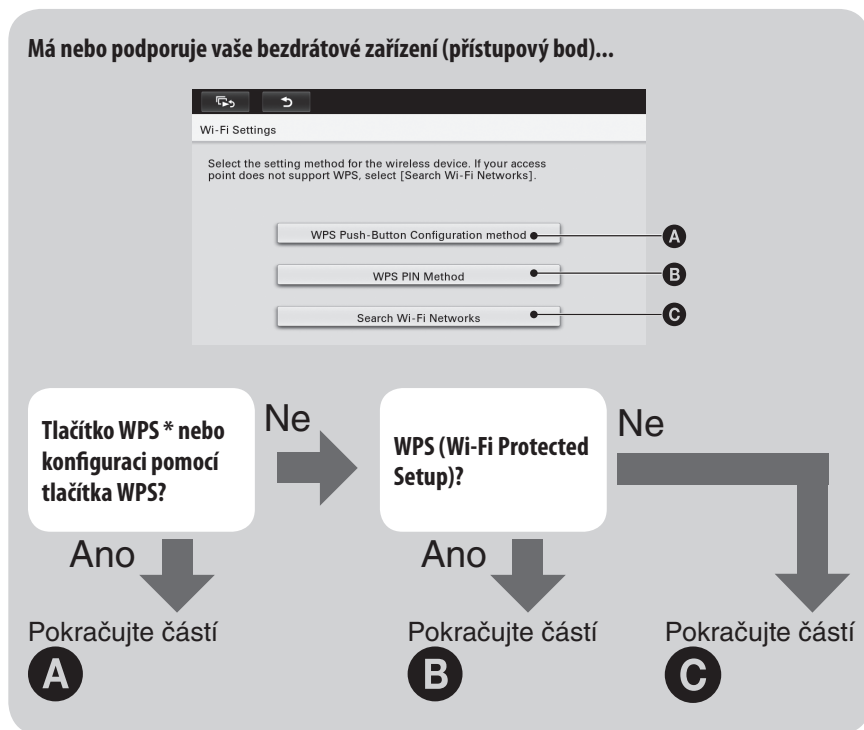 Má nebo podporuje vaše bezdrátové zařízení (přístupový bod)...
Wi-Fi Settings
Select the setting method for the wireless device. If your access
point does not support WPS, select [Search Wi-Fi Networks].
WPS Push-Button Configuration method
A
WPS PIN Method
B
Search Wi-Fi Networks
C
Tlačítko WPS * nebo
konfiguraci pomocí
tlačítka WPS?
Ne
WPS (Wi-Fi Protected
Setup)?
Ne
Ano
Ano
Pokračujte částí
A
Pokračujte částí
B
Pokračujte částí
C